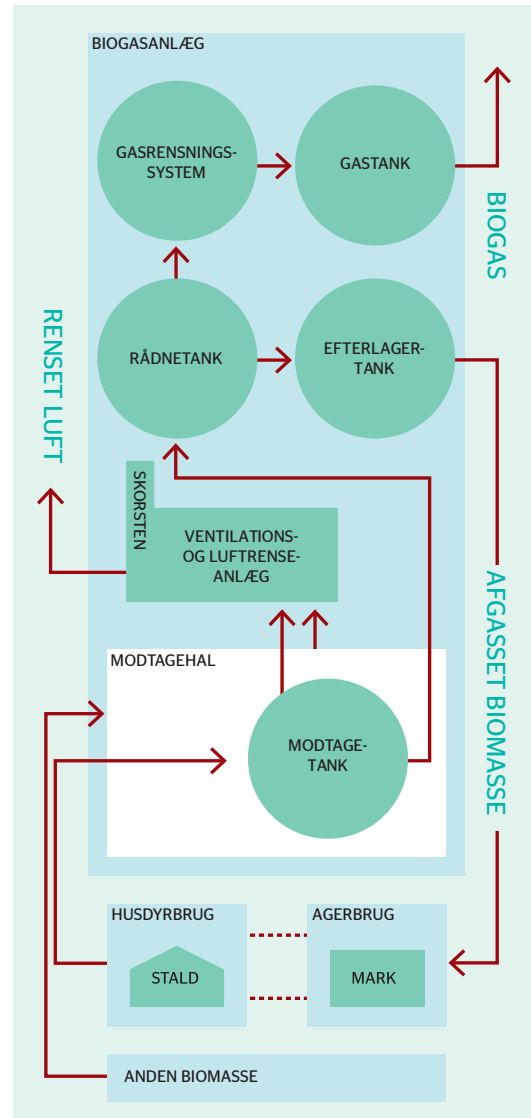 BIOGASANLÆG
GASRENSNINGS-
SYSTEM
GASTANK
BIOGAS
RÅDNETANK
EFTERLAGER-
TANK
RENSET LUFT
SKORSTEN
VENTILATIONS-
OG LUFTRENSE-
ANLÆG
AFGASSET BIOMASSE
MODTAGEHAL
MODTAGE-
TANK
HUSDYRBRUG
STALD
AGERBRUG
MARK
ANDEN BIOMASSE